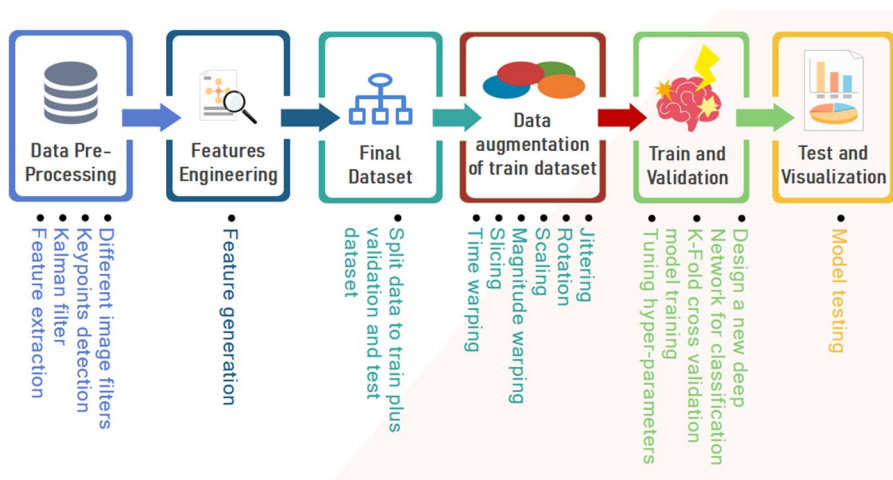 Data Pre-
Processing
Features
Engineering
Final
Dataset
Data
augmentation
of train dataset
Train and
Validation
Test and
Visualization
• Different image filters
• Keypoints detection
• Kalman filter
• Feature extraction
• Feature generation
• Split data to train plus
validation and test
dataset
• Jittering
• Rotation
• Scaling
• Magnitude warping
• Slicing
• Time warping
• Design a new deep
Network for classification
• K-Fold cross validation
model training
• Tuning hyper-parameters
• Model testing